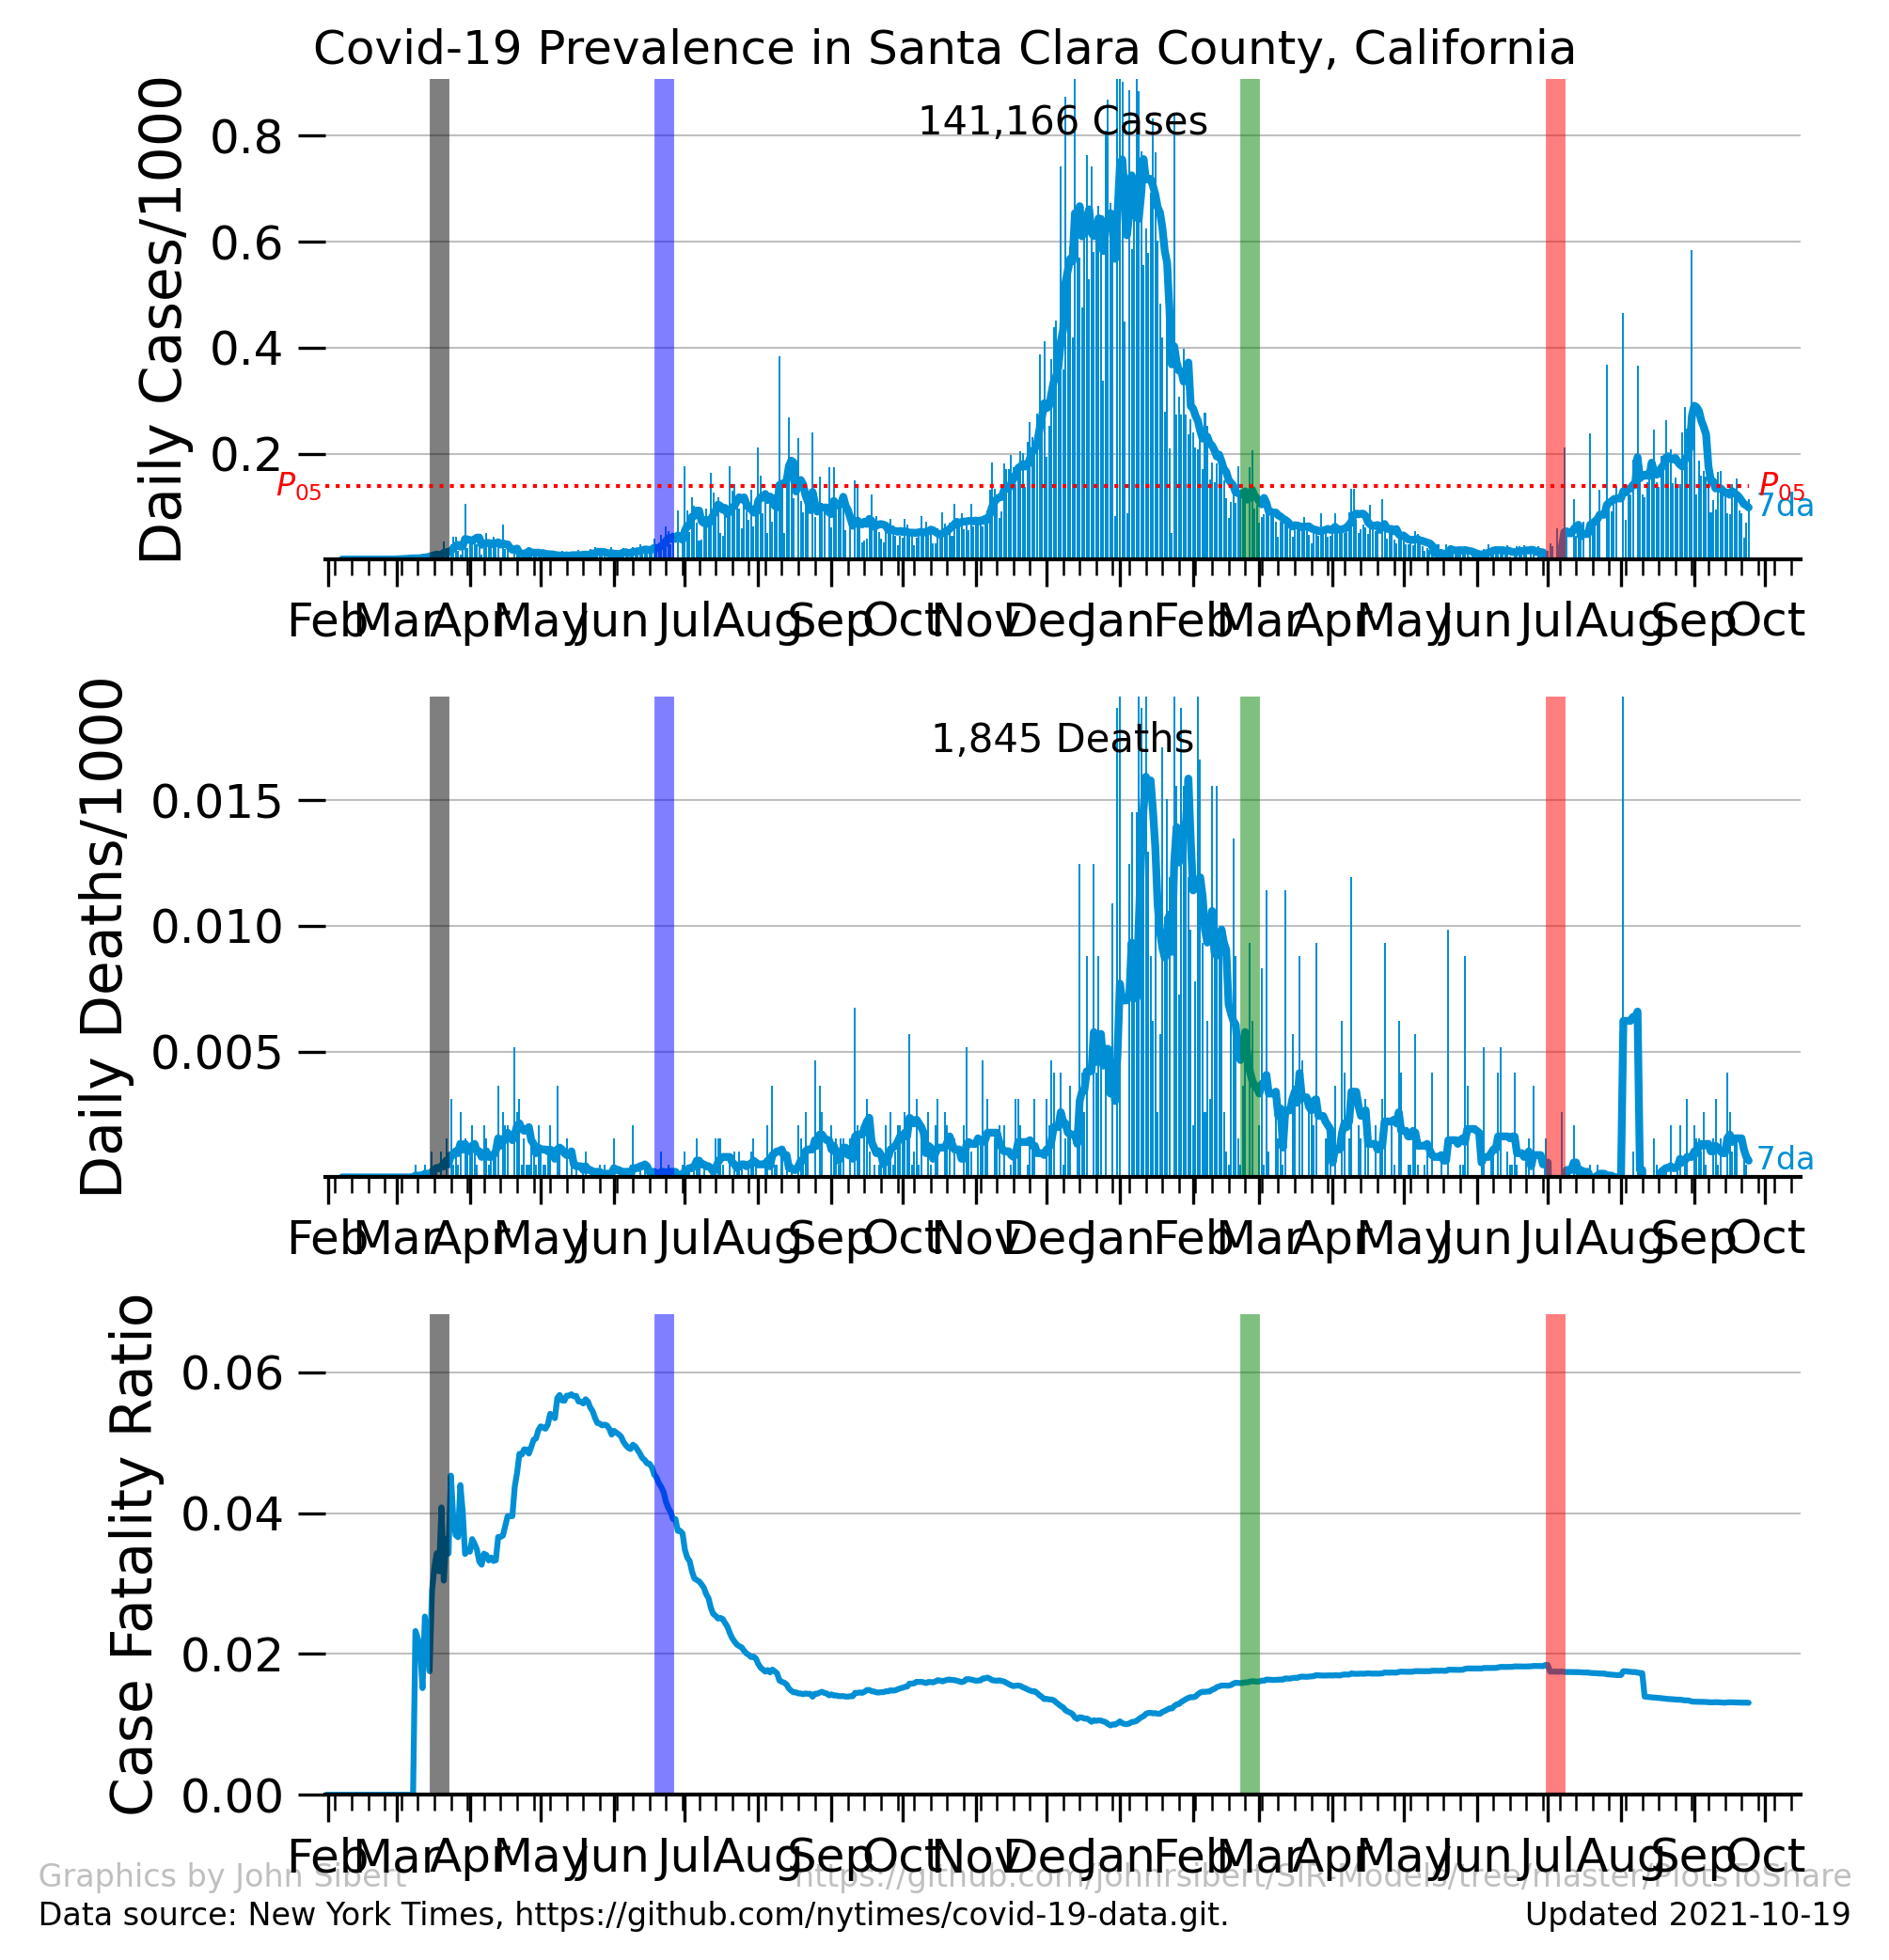 Covid-19 Prevalence in Santa Clara County, California
Daily Cases/1000
141,166 Cases
0.8
0.6
0.4
0.2
P05
P05
7da
Feb Mar Apr May Jun Jul Aug Sep Oct Nov Dec Jan Feb Mar Apr May Jun Jul Aug Sep Oct
Daily Deaths/1000
1,845 Deaths
0.015
0.010
0.005
7da
Feb Mar Apr May Jun Jul Aug Sep Oct Nov Dec Jan Feb Mar Apr May Jun Jul Aug Sep Oct
Case Fatality Ratio
0.06
0.04
0.02
0.00
Feb Mar Apr May Jun Jul Aug Sep Oct Nov Dec Jan Feb Mar Apr May Jun Jul Aug Sep Oct
Graphics by John Sibert https://github.com/johnrsibert/SIR-Models/tree/master/PlotsToShare
Data source: New York Times, https://github.com/nytimes/covid-19-data.git. Updated 2021-10-19